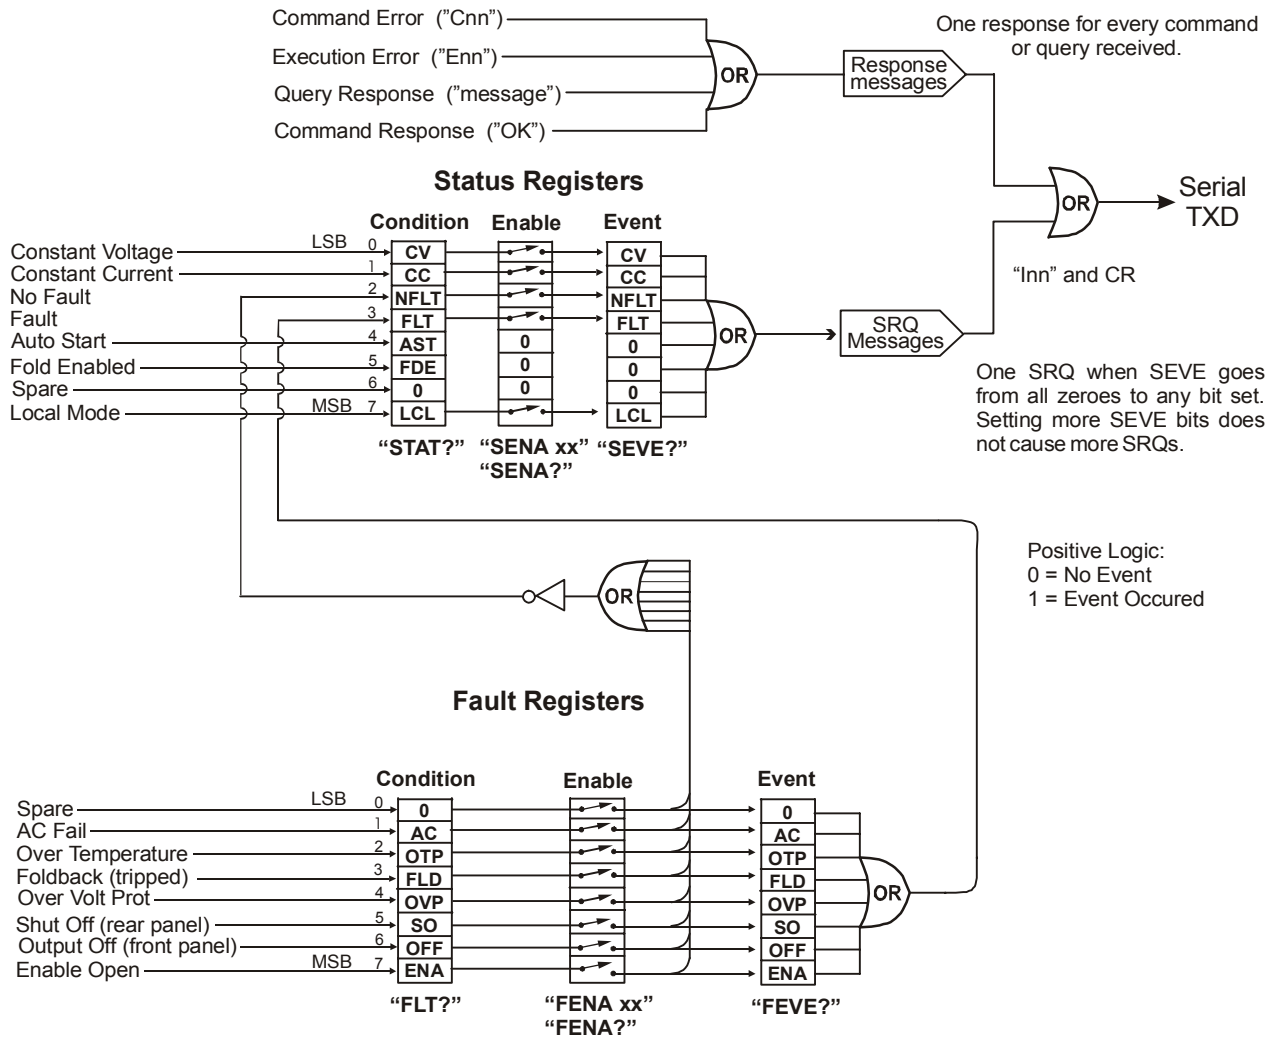 Command Error ("Cnn")
Execution Error ("Enn")
Query Response ("message")
Command Response ("OK")
OR
Response
messages
One response for every command
or query received.
OR
Serial
TXD
"Inn" and CR
Status Registers
Condition Enable Event
Constant Voltage LSB 0 CV CV
Constant Current 1 CC CC
No Fault 2 NFLT NFLT
Fault 3 FLT FLT
Auto Start 4 AST 0 0
Fold Enabled 5 FDE 0 0
Spare 6 0 0 0
Local Mode MSB 7 LCL LCL
"STAT?" "SENA xx" "SEVE?"
"SENA?"
OR
SRQ
Messages
One SRQ when SEVE goes
from all zeroes to any bit set.
Setting more SEVE bits does
not cause more SRQs.
Positive Logic:
0 = No Event
1 = Event Occured
OR
Fault Registers
Condition Enable Event
Spare LSB 0 0 0
AC Fail 1 AC AC
Over Temperature 2 OTP OTP
Foldback (tripped) 3 FLD FLD
Over Volt Prot 4 OVP OVP
Shut Off (rear panel) 5 SO SO
Output Off (front panel) 6 OFF OFF
Enable Open MSB 7 ENA ENA
OR
"FLT?" "FENA xx" "FEVE?"
"FENA?"